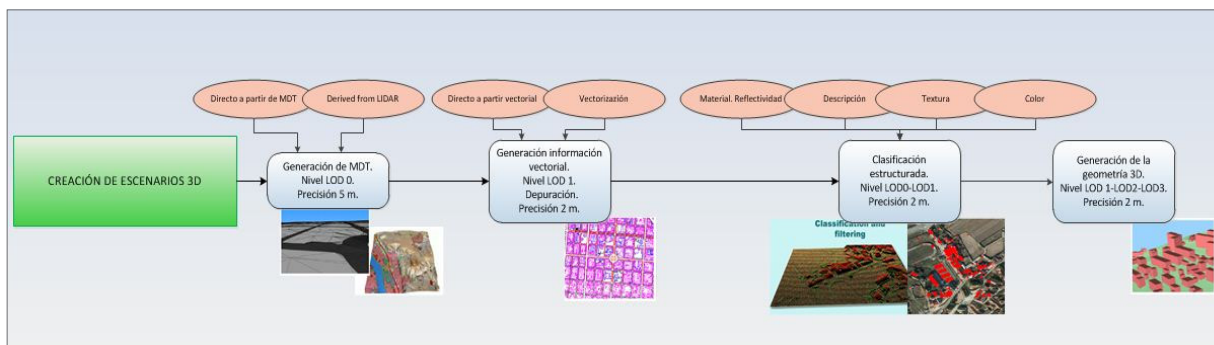 Directo a partir de MDT
Derived from LIDAR
Directo a partir vectorial
Vectorizazión
Material. Reflectividad
Descripción
Textura
Color
CREACIÓN DE ESCENARIOS 3D
Generación de MDT.
Nivel LOD 0.
Precisión 5 m.
Generación información
vectorial.
Nivel LOD 1.
Depuración.
Precisión 2 m.
Clasificación
estructurada.
Nivel LOD0-LOD1.
Precisión 2 m.
Generación de la
geometría 3D.
Nivel LOD 1-LOD2-LOD3.
Precisión 2 m.
Classification and
filtering